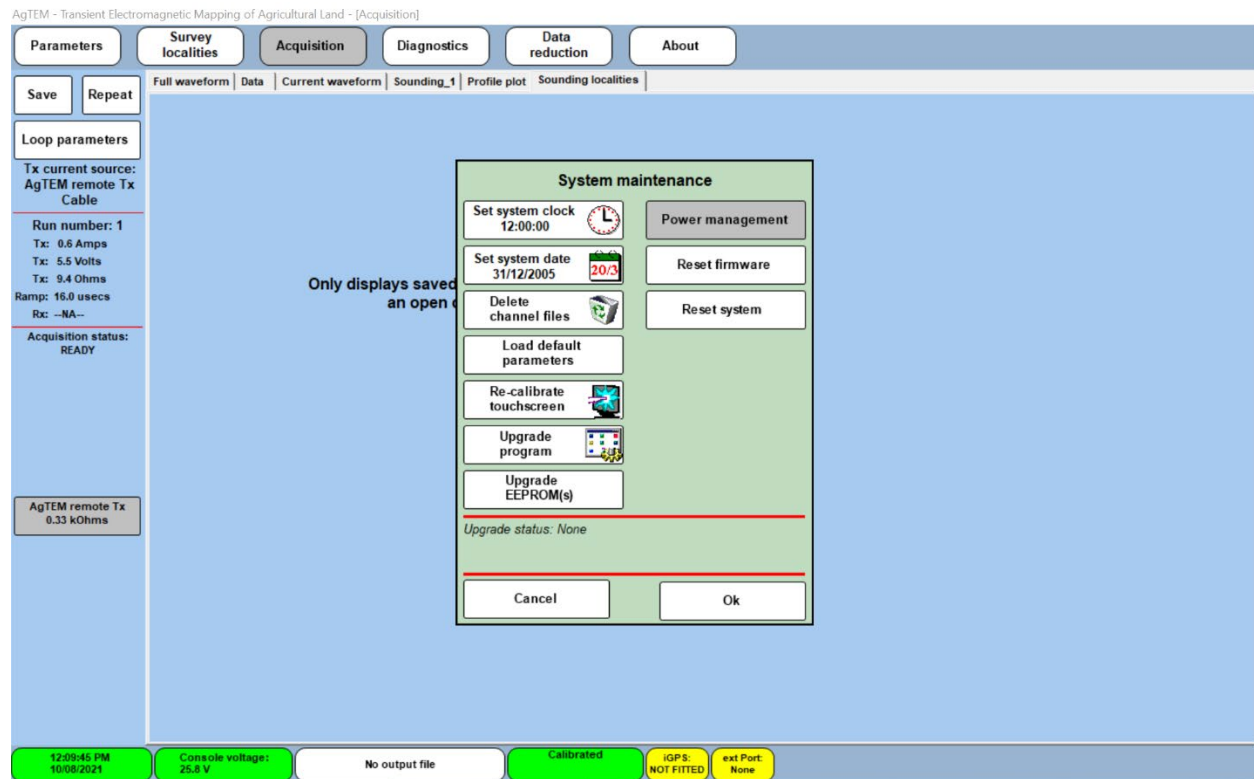 AgTEM - Transient Electromagnetic Mapping of Agricultural Land - [Acquisition]
Parameters
Survey
localities
Acquisition
Diagnostics
Data
reduction
About
Full waveform
Data
Current waveform
Sounding_1
Profile plot
Sounding localities
Save
Repeat
Loop parameters
Tx current source:
AgTEM remote Tx
Cable
Run number: 1
Tx: 0.6 Amps
Tx: 5.5 Volts
Tx: 9.4 Ohms
Ramp: 16.0 usecs
Rx: --NA--
Acquisition status:
READY
AgTEM remote Tx
0.33 kOhms
Only displays saved
an open
System maintenance
Set system clock
12:00:00
Set system date
31/12/2005
20/3
Delete
channel files
Load default
parameters
Re-calibrate
touchscreen
Upgrade
program
Upgrade
EEPROM(s)
Power management
Reset firmware
Reset system
Upgrade status: None
Cancel
Ok
12:09:45 PM
10/08/2021
Console voltage:
25.8 V
No output file
Calibrated
iGPS:
NOT FITTED
ext Port:
None